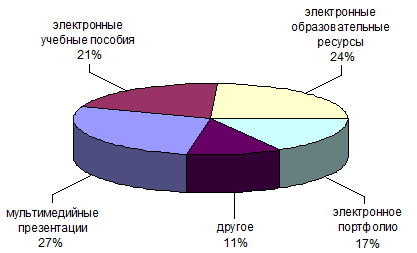 электронные
учебные пособия
21%
электронные
образовательные
ресурсы
24%
мультимедийные
презентации
27%
другое
11%
электронное
портфолио
17%